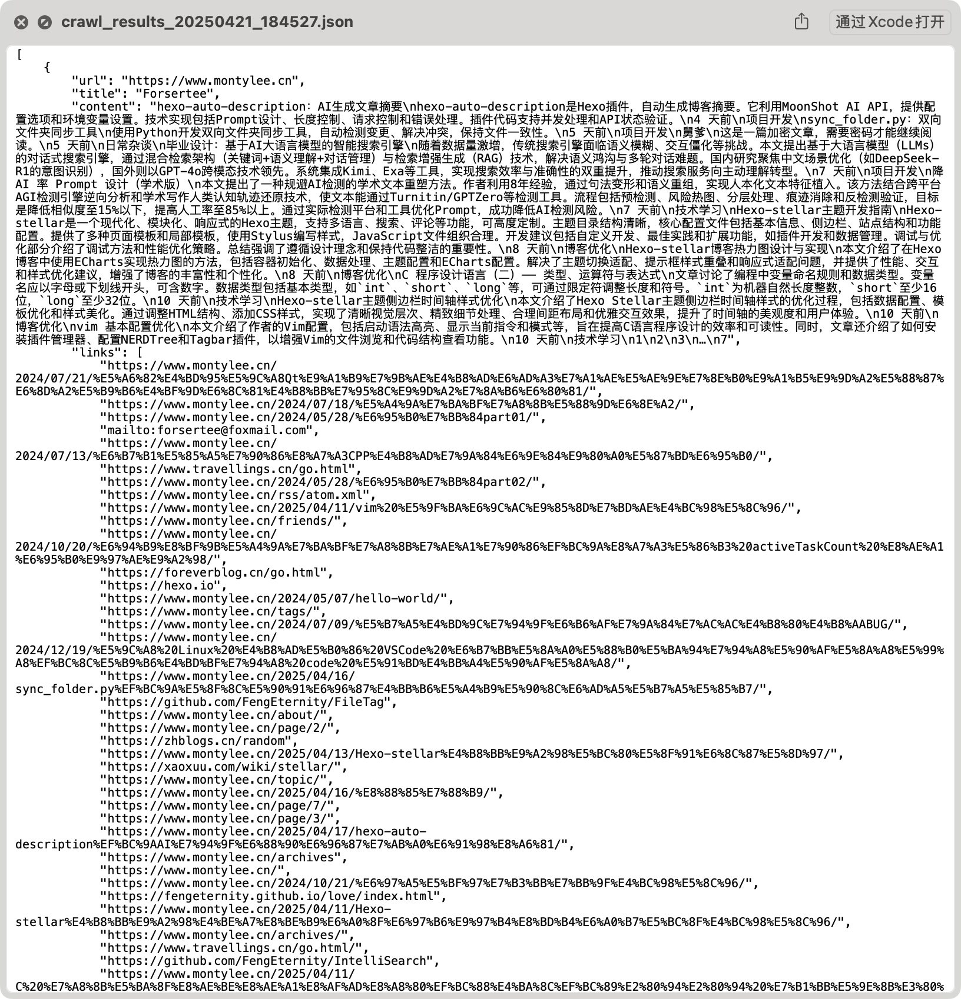 crawl_results_20250421_184527.json
通过Xcode打开
[
{
"url": "https://www.montylee.cn",
"title": "Forsertee",
"content": "hexo-auto-description：AI生成文章摘要\nhexo-auto-description是Hexo插件，自动生成博客摘要。它利用MoonShot AI API，提供配
置选项和环境变量设置。技术实现包括Prompt设计、长度控制、请求控制和错误处理。插件代码支持并发处理和API状态验证。\n4 天前\n项目开发\nsync_folder.py：双向
文件夹同步工具\n使用Python开发双向文件夹同步工具，自动检测变更、解决冲突，保持文件一致性。\n5 天前\n项目开发\n舅爹\n这是一篇加密文章，需要密码才能继续阅
读。\n5 天前\n日常杂谈\n毕业设计：基于AI大语言模型的智能搜索引擎\n随着数据量激增，传统搜索引擎面临语义模糊、交互僵化等挑战。本文提出基于大语言模型（LLMs）
的对话式搜索引擎，通过混合检索架构（关键词+语义理解+对话管理）与检索增强生成（RAG）技术，解决语义鸿沟与多轮对话难题。国内研究聚焦中文场景优化（如DeepSeek-
R1的意图识别），国外则以GPT-4o跨模态技术领先。系统集成Kimi、Exa等工具，实现搜索效率与准确性的双重提升，推动搜索服务向主动理解转型。\n7 天前\n项目开发\n降
AI 率 Prompt 设计（学术版）\n本文提出了一种规避AI检测的学术文本重塑方法。作者利用8年经验，通过句法变形和语义重组，实现人本化文本特征植入。该方法结合跨平台
AGI检测引擎逆向分析和学术写作人类认知轨迹还原技术，使文本能通过Turnitin/GPTZero等检测工具。流程包括预检测、风险热图、分层处理、痕迹消除和反检测验证，目标
是降低相似度至15%以下，提高人工率至85%以上。通过实际检测平台和工具优化Prompt，成功降低AI检测风险。\n7 天前\n技术学习\nHexo-stellar主题开发指南\nHexo-
stellar是一个现代化、模块化、响应式的Hexo主题，支持多语言、搜索、评论等功能，可高度定制。主题目录结构清晰，核心配置文件包括基本信息、侧边栏、站点结构和功能
配置。提供了多种页面模板和局部模板，使用Stylus编写样式，JavaScript文件组织合理。开发建议包括自定义开发、最佳实践和扩展功能，如插件开发和数据管理。调试与优
化部分介绍了调试方法和性能优化策略。总结强调了遵循设计理念和保持代码整洁的重要性。\n8 天前\n博客优化\nHexo-stellar博客热力图设计与实现\n本文介绍了在Hexo
博客中使用ECharts实现热力图的方法，包括容器初始化、数据处理、主题配置和ECharts配置。解决了主题切换适配、提示框样式重叠和响应式适配问题，并提供了性能、交互
和样式优化建议，增强了博客的丰富性和个性化。\n8 天前\n博客优化\nC 程序设计语言（二）—— 类型、运算符与表达式\n文章讨论了编程中变量命名规则和数据类型。变量
名应以字母或下划线开头，可含数字。数据类型包括基本类型，如`int`、`short`、`long`等，可通过限定符调整长度和符号。`int`为机器自然长度整数，`short`至少16
位，`long`至少32位。\n10 天前\n技术学习\nHexo-stellar主题侧边栏时间轴样式优化\n本文介绍了Hexo Stellar主题侧边栏时间轴样式的优化过程，包括数据配置、模
板优化和样式美化。通过调整HTML结构、添加CSS样式，实现了清晰视觉层次、精致细节处理、合理间距布局和优雅交互效果，提升了时间轴的美观度和用户体验。\n10 天前\n
博客优化\nvim 基本配置优化\n本文介绍了作者的Vim配置，包括启动语法高亮、显示当前指令和模式等，旨在提高C语言程序设计的效率和可读性。同时，文章还介绍了如何安
装插件管理器、配置NERDTree和Tagbar插件，以增强Vim的文件浏览和代码结构查看功能。\n10 天前\n技术学习\n1\n2\n3\n…\n7",
"links": [
"https://www.montylee.cn/
2024/07/21/%E5%A6%82%E4%BD%95%E5%9C%A8Qt%E9%A1%B9%E7%9B%AE%E4%B8%AD%E6%AD%A3%E7%A1%AE%E5%AE%9E%E7%8E%B0%E9%A1%B5%E9%9D%A2%E5%88%87%
E6%8D%A2%E5%B9%B6%E4%BF%9D%E6%8C%81%E4%B8%BB%E7%95%8C%E9%9D%A2%E7%8A%B6%E6%80%81/",
"https://www.montylee.cn/2024/07/18/%E5%A4%9A%E7%BA%BF%E7%A8%8B%E5%88%9D%E6%8E%A2/",
"https://www.montylee.cn/2024/05/28/%E6%95%B0%E7%BB%84part01/",
"mailto:forsertee@foxmail.com",
"https://www.montylee.cn/
2024/07/13/%E6%B7%B1%E5%85%A5%E7%90%86%E8%A7%A3CPP%E4%B8%AD%E7%9A%84%E6%9E%84%E9%80%A0%E5%87%BD%E6%95%B0/",
"https://www.travellings.cn/go.html",
"https://www.montylee.cn/2024/05/28/%E6%95%B0%E7%BB%84part02/",
"https://www.montylee.cn/rss/atom.xml",
"https://www.montylee.cn/2025/04/11/vim%20%E5%9F%BA%E6%9C%AC%E9%85%8D%E7%BD%AE%E4%BC%98%E5%8C%96/",
"https://www.montylee.cn/friends/",
"https://www.montylee.cn/
2024/10/20/%E6%94%B9%E8%BF%9B%E5%A4%9A%E7%BA%BF%E7%A8%8B%E7%AE%A1%E7%90%86%EF%BC%9A%E8%A7%A3%E5%86%B3%20activeTaskCount%20%E8%AE%A1
%E6%95%B0%E9%97%AE%E9%A2%98/",
"https://foreverblog.cn/go.html",
"https://hexo.io",
"https://www.montylee.cn/2024/05/07/hello-world/",
"https://www.montylee.cn/tags/",
"https://www.montylee.cn/2024/07/09/%E5%B7%A5%E4%BD%9C%E7%94%9F%E6%B6%AF%E7%9A%84%E7%AC%AC%E4%B8%80%E4%B8%AABUG/",
"https://www.montylee.cn/
2024/12/19/%E5%9C%A8%20Linux%20%E4%B8%AD%E5%B0%86%20VSCode%20%E6%B7%BB%E5%8A%A0%E5%88%B0%E5%BA%94%E7%94%A8%E5%90%AF%E5%8A%A8%E5%99%
A8%EF%BC%8C%E5%B9%B6%E4%BD%BF%E7%94%A8%20code%20%E5%91%BD%E4%BB%A4%E5%90%AF%E5%8A%A8/",
"https://www.montylee.cn/2025/04/16/
sync_folder.py%EF%BC%9A%E5%8F%8C%E5%90%91%E6%96%87%E4%BB%B6%E5%A4%B9%E5%90%8C%E6%AD%A5%E5%B7%A5%E5%85%B7/",
"https://github.com/FengEternity/FileTag",
"https://www.montylee.cn/about/",
"https://www.montylee.cn/page/2/",
"https://zhblogs.cn/random",
"https://www.montylee.cn/2025/04/13/Hexo-stellar%E4%B8%BB%E9%A2%98%E5%BC%80%E5%8F%91%E6%8C%87%E5%8D%97/",
"https://xaoxuu.com/wiki/stellar/",
"https://www.montylee.cn/topic/",
"https://www.montylee.cn/2025/04/16/%E8%88%85%E7%88%B9/",
"https://www.montylee.cn/page/7/",
"https://www.montylee.cn/page/3/",
"https://www.montylee.cn/2025/04/17/hexo-auto-
description%EF%BC%9AAI%E7%94%9F%E6%88%90%E6%96%87%E7%AB%A0%E6%91%98%E8%A6%81/",
"https://www.montylee.cn/archives",
"https://www.montylee.cn/",
"https://www.montylee.cn/2024/10/21/%E6%97%A5%E5%BF%97%E7%B3%BB%E7%BB%9F%E4%BC%98%E5%8C%96/",
"https://fengeternity.github.io/love/index.html",
"https://www.montylee.cn/2025/04/11/Hexo-
stellar%E4%B8%BB%E9%A2%98%E4%BE%A7%E8%BE%B9%E6%A0%8F%E6%97%B6%E9%97%B4%E8%BD%B4%E6%A0%B7%E5%BC%8F%E4%BC%98%E5%8C%96/",
"https://www.montylee.cn/archives/",
"https://www.travellings.cn/go.html/",
"https://github.com/FengEternity/IntelliSearch",
"https://www.montylee.cn/2025/04/11/
C%20%E7%A8%8B%E5%BA%8F%E8%AE%BE%E8%AE%A1%E8%AF%AD%E8%A8%80%EF%BC%88%E4%BA%8C%EF%BC%89%E2%80%94%E2%80%94%20%E7%B1%BB%E5%9E%8B%E3%80%